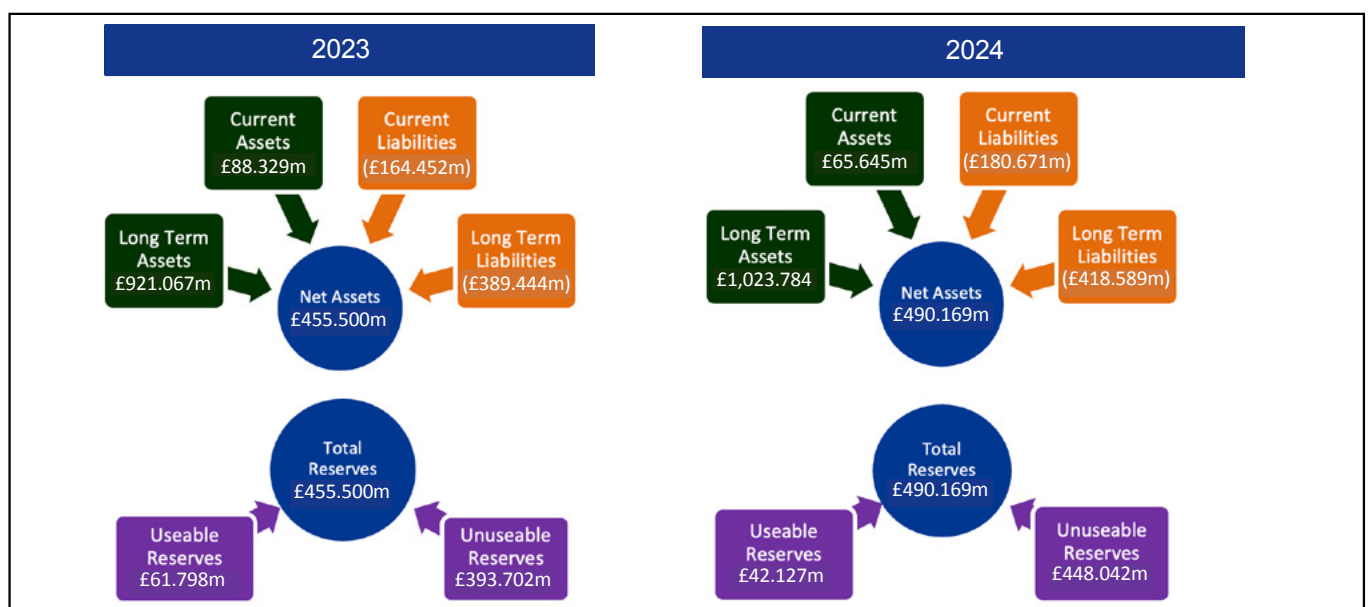 2023
Current
Assets
£88.329m
Current
Liabilities
(£164.452m)
Long Term
Assets
£921.067m
Long Term
Liabilities
(£389.444m)
Net Assets
£455.500m
Total
Reserves
£455.500m
Useable
Reserves
£61.798m
Unuseable
Reserves
£393.702m
2024
Current
Assets
£65.645m
Current
Liabilities
(£180.671m)
Long Term
Assets
£1,023.784
Long Term
Liabilities
(£418.589m)
Net Assets
£490.169m
Total
Reserves
£490.169m
Useable
Reserves
£42.127m
Unuseable
Reserves
£448.042m